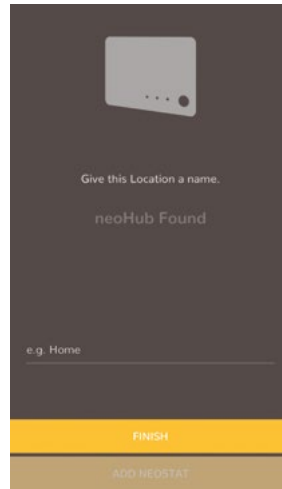 Give this Location a name.
neoHub Found
e.g. Home
FINISH
ADD NEOSTAT